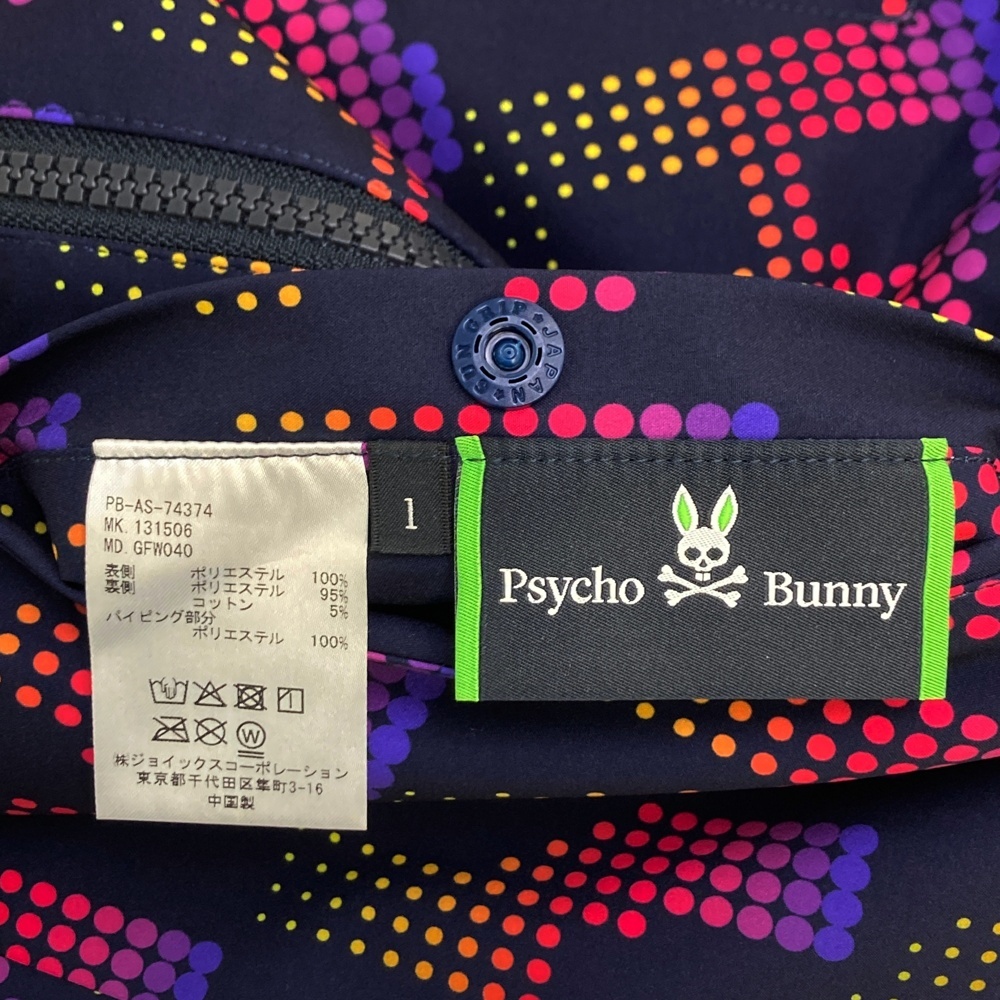 SUN GRIP ★ JAPAN ★
PB-AS-74374
MK. 131506
MD. GFW040
表側 ポリエステル 100%
裏側 ポリエステル 95%
コットン 5%
パイピング部分
ポリエステル 100%
W
㈱ジョイックスコーポレーション
東京都千代田区隼町3-16
中国製
1
Psycho Bunny